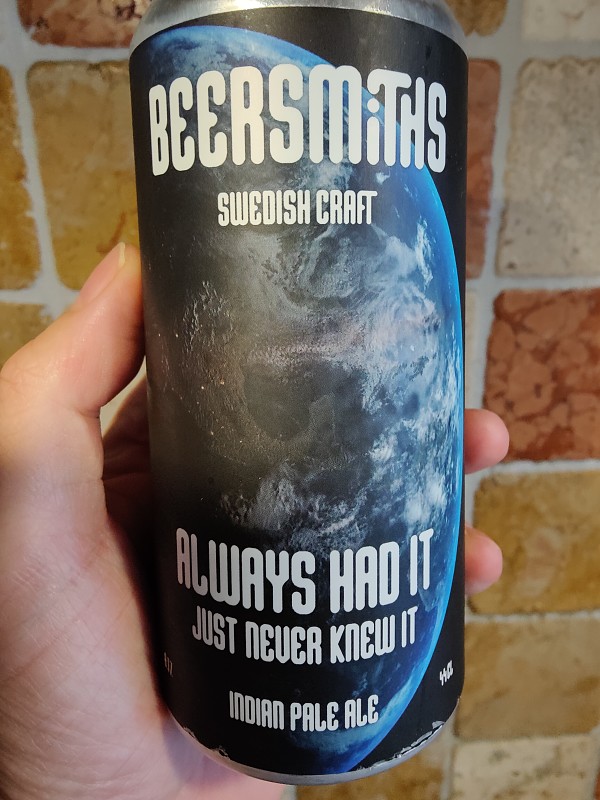 BEERSMiTHS
SWEDISH CRAFT
ALWAYS HAD IT
JUST NEVER KNEW IT
INDIAN PALE ALE